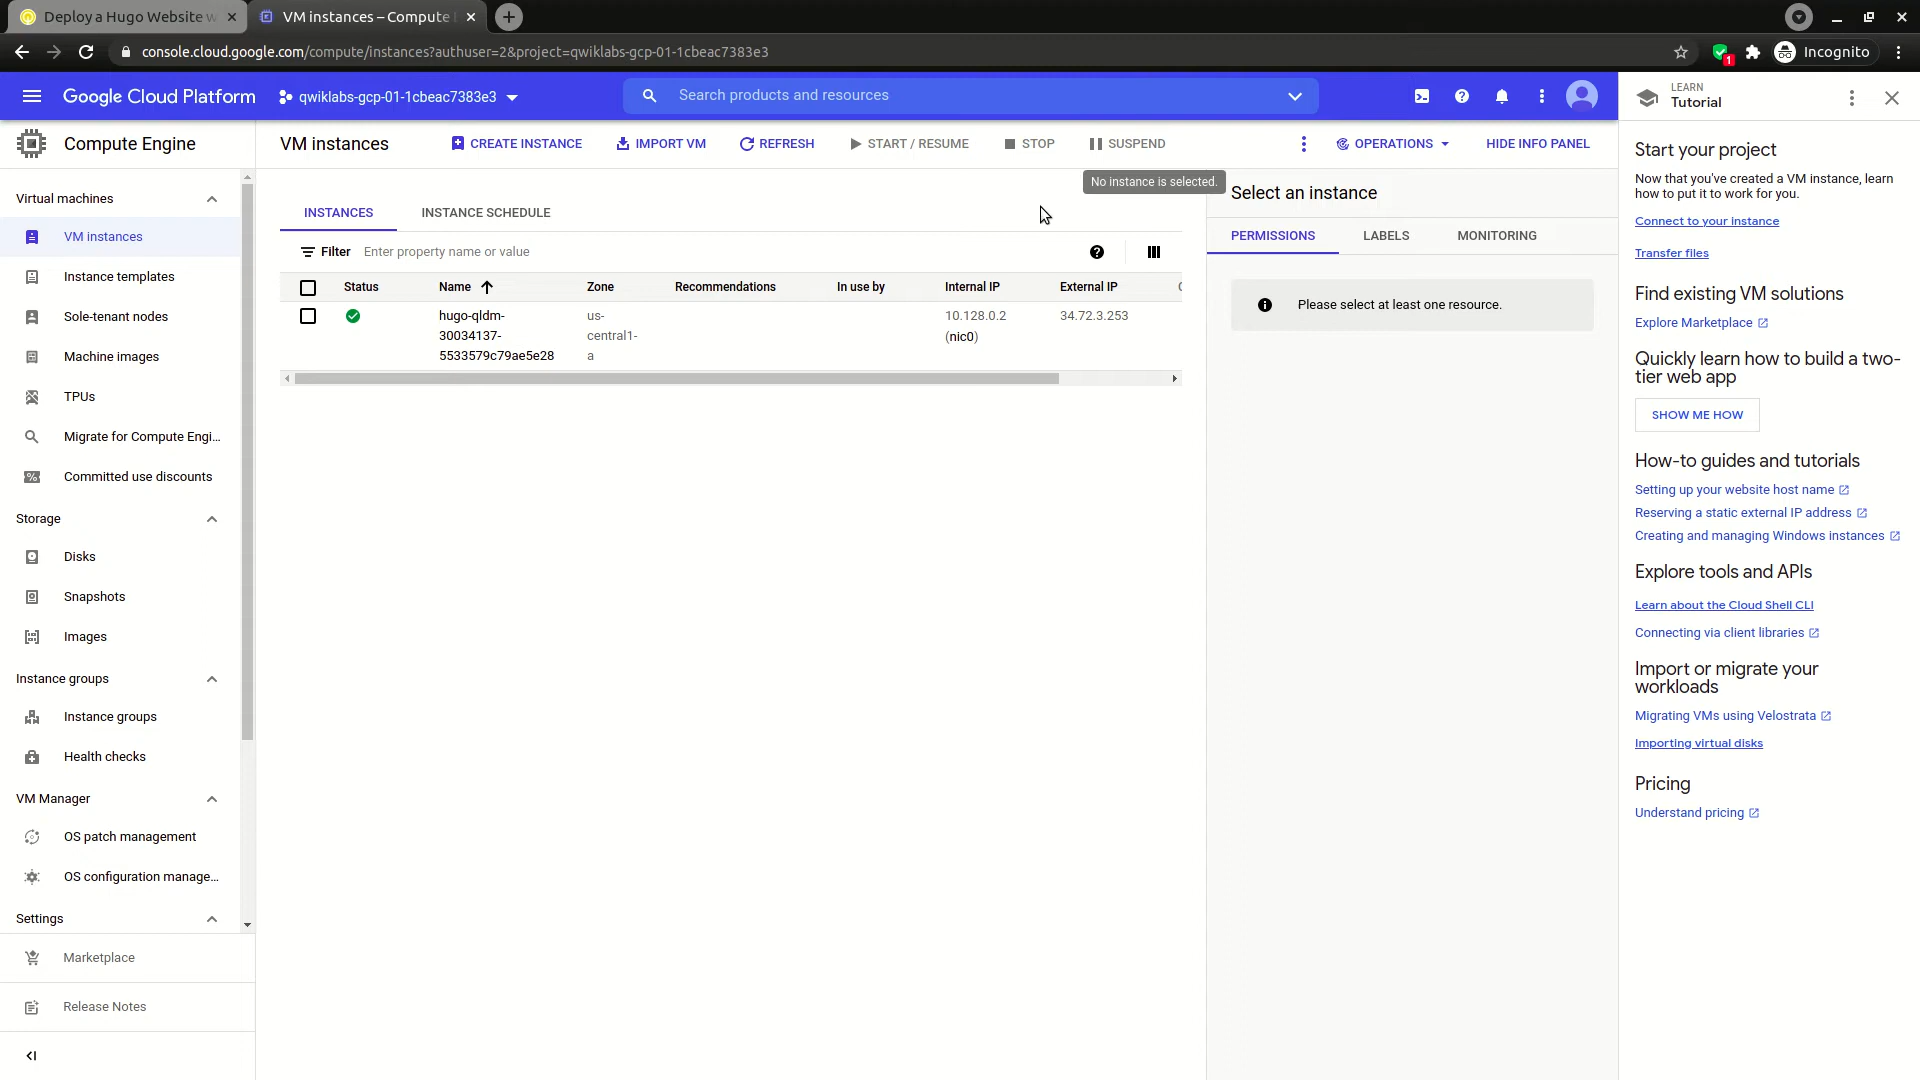 Deploy a Hugo Website w
VM instances – Compute
console.cloud.google.com/compute/instances?authuser=2&project=qwiklabs-gcp-01-1cbeac7383e3
1
Incognito
Google Cloud Platform
qwiklabs-gcp-01-1cbeac7383e3
Search products and resources
LEARN
Tutorial
Compute Engine
VM instances
CREATE INSTANCE
IMPORT VM
REFRESH
START / RESUME
STOP
SUSPEND
OPERATIONS
HIDE INFO PANEL
No instance is selected.
Virtual machines
VM instances
Instance templates
Sole-tenant nodes
Machine images
TPUs
Migrate for Compute Engi...
Committed use discounts
Storage
Disks
Snapshots
Images
Instance groups
Instance groups
Health checks
VM Manager
OS patch management
OS configuration manage...
Settings
Marketplace
Release Notes
INSTANCES
INSTANCE SCHEDULE
Filter
Enter property name or value
Status
Name
Zone
Recommendations
In use by
Internal IP
External IP
hugo-qldm-
30034137-
5533579c79ae5e28
us-
central1-
a
10.128.0.2
(nic0)
34.72.3.253
Select an instance
PERMISSIONS
LABELS
MONITORING
Please select at least one resource.
Start your project
Now that you've created a VM instance, learn
how to put it to work for you.
Connect to your instance
Transfer files
Find existing VM solutions
Explore Marketplace
Quickly learn how to build a two-
tier web app
SHOW ME HOW
How-to guides and tutorials
Setting up your website host name
Reserving a static external IP address
Creating and managing Windows instances
Explore tools and APIs
Learn about the Cloud Shell CLI
Connecting via client libraries
Import or migrate your
workloads
Migrating VMs using Velostrata
Importing virtual disks
Pricing
Understand pricing